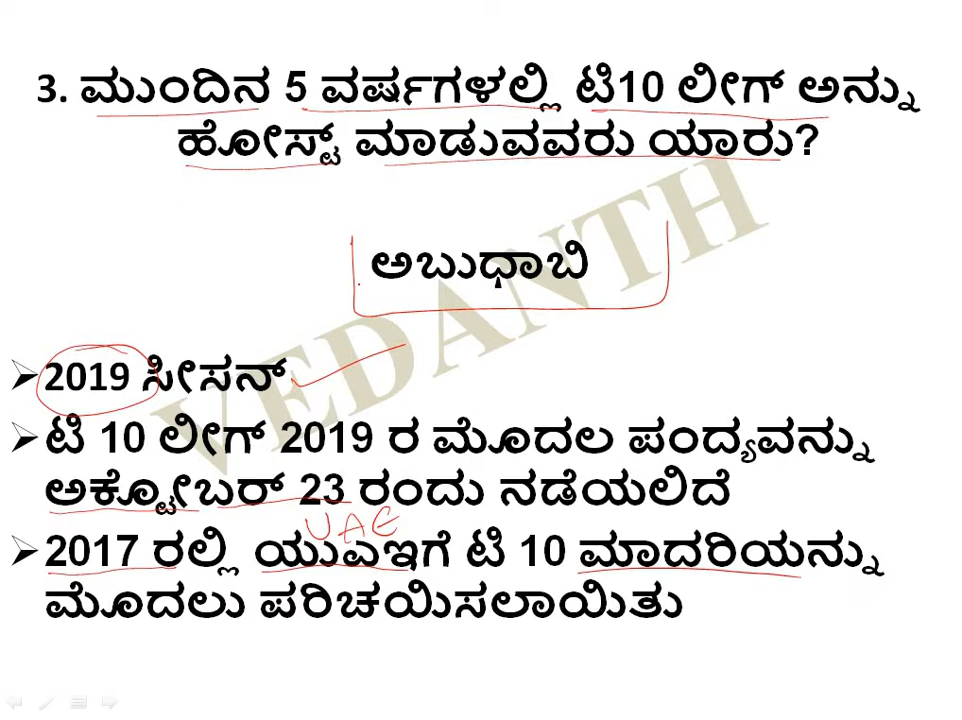 3. ಮುಂದಿನ 5 ವರ್ಷಗಳಲ್ಲಿ ಟಿ10 ಲೀಗ್ ಅನ್ನು
ಹೋಸ್ಟ್ ಮಾಡುವವರು ಯಾರು?
VEDANTH
ಅಬುಧಾಬಿ
2019 ಸೀಸನ್
ಟಿ 10 ಲೀಗ್ 2019 ರ ಮೊದಲ ಪಂದ್ಯವನ್ನು
ಅಕ್ಟೋಬರ್ 23 ರಂದು ನಡೆಯಲಿದೆ
UAE
2017 ರಲ್ಲಿ ಯುಎಇಗೆ ಟಿ 10 ಮಾದರಿಯನ್ನು
ಮೊದಲು ಪರಿಚಯಿಸಲಾಯಿತು